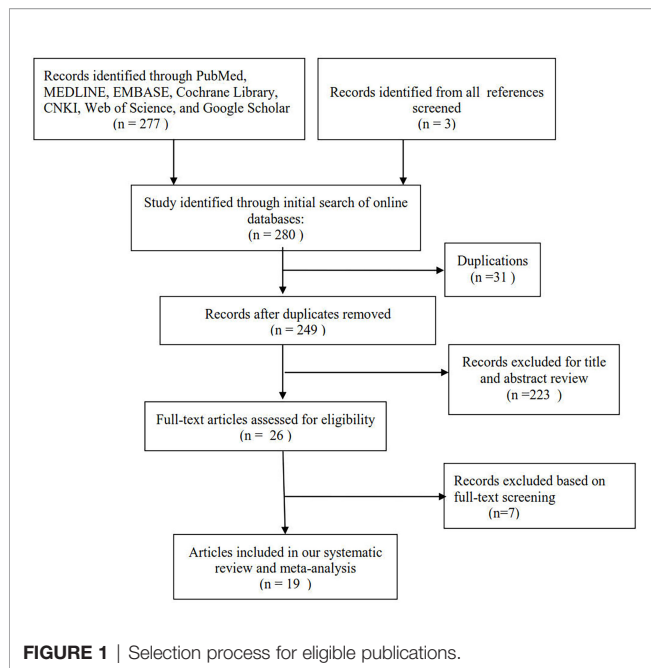 Records identified through PubMed,
MEDLINE, EMBASE, Cochrane Library,
CNKI, Web of Science, and Google Scholar
(n = 277 )
Records identified from all references
screened
(n = 3)
Study identified through initial search of online
databases:
(n = 280 )
Duplications
(n =31 )
Records after duplicates removed
(n = 249 )
Records excluded for title
and abstract review
(n =223 )
Full-text articles assessed for eligibility
(n = 26 )
Records excluded based on
full-text screening
(n=7)
Articles included in our systematic
review and meta-analysis
(n = 19 )
FIGURE 1 | Selection process for eligible publications.